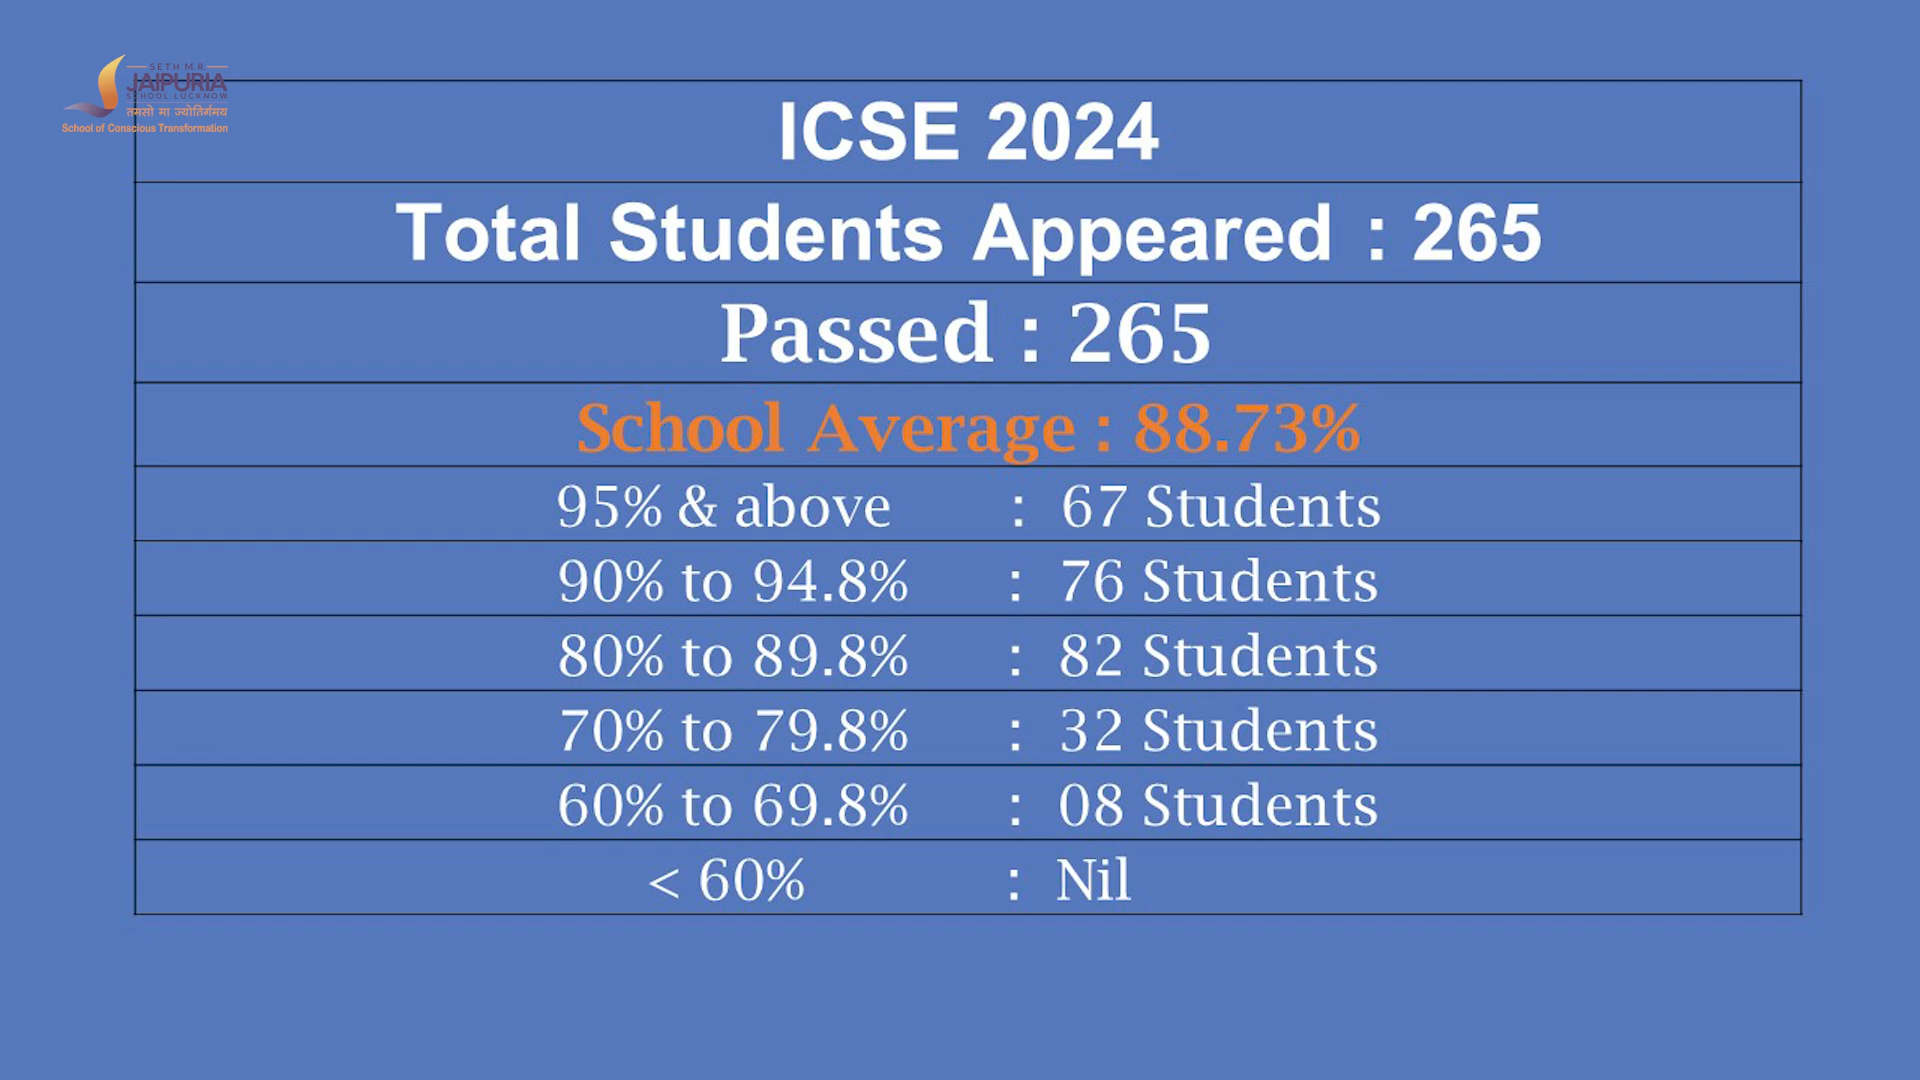 SETH M.R.
JAIPURIA
SCHOOL LUCKNOW
तमसो मा ज्योतिर्गमय
School of Conscious Transformation
ICSE 2024
Total Students Appeared : 265
Passed : 265
School Average : 88.73%
95% & above : 67 Students
90% to 94.8% : 76 Students
80% to 89.8% : 82 Students
70% to 79.8% : 32 Students
60% to 69.8% : 08 Students
< 60% : Nil